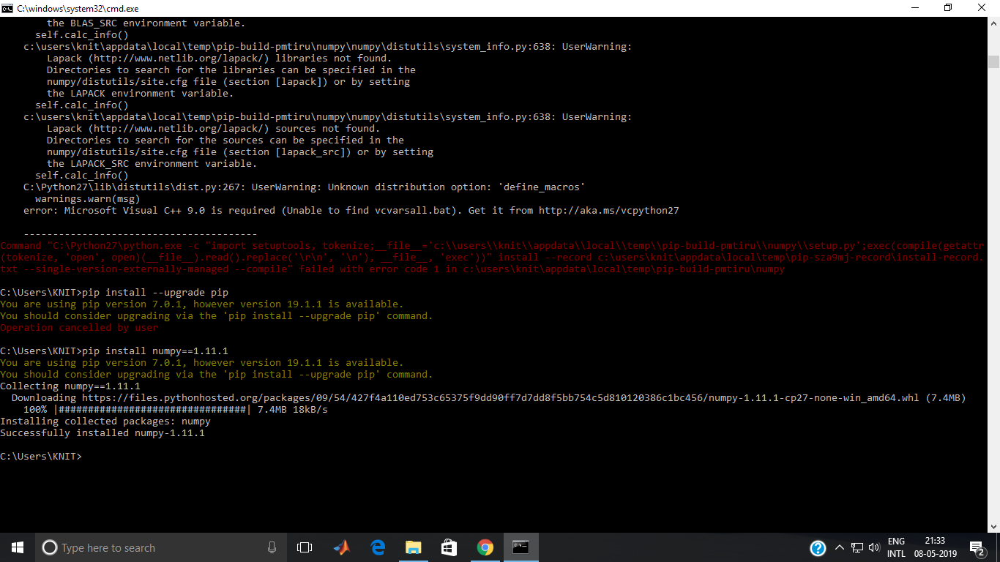 C:\windows\system32\cmd.exe
the BLAS_SRC environment variable.
self.calc_info()
c:\users\knit\appdata\local\temp\pip-build-pmtiru\numpy\numpy\distutils\system_info.py:638: UserWarning:
Lapack (http://www.netlib.org/lapack/) libraries not found.
Directories to search for the libraries can be specified in the
numpy/distutils/site.cfg file (section [lapack]) or by setting
the LAPACK environment variable.
self.calc_info()
c:\users\knit\appdata\local\temp\pip-build-pmtiru\numpy\numpy\distutils\system_info.py:638: UserWarning:
Lapack (http://www.netlib.org/lapack/) sources not found.
Directories to search for the sources can be specified in the
numpy/distutils/site.cfg file (section [lapack_src]) or by setting
the LAPACK_SRC environment variable.
self.calc_info()
C:\Python27\lib\distutils\dist.py:267: UserWarning: Unknown distribution option: 'define_macros'
warnings.warn(msg)
error: Microsoft Visual C++ 9.0 is required (Unable to find vcvarsall.bat). Get it from http://aka.ms/vcpython27
----------------------------------------
Command "C:\Python27\python.exe -c "import setuptools, tokenize;__file__='c:\\users\\knit\\appdata\\local\\temp\\pip-build-pmtiru\\numpy\\setup.py';exec(compile(getattr
(tokenize, 'open', open)(__file__).read().replace('\r\n', '\n'), __file__, 'exec'))" install --record c:\users\knit\appdata\local\temp\pip-sza9mj-record\install-record.
txt --single-version-externally-managed --compile" failed with error code 1 in c:\users\knit\appdata\local\temp\pip-build-pmtiru\numpy
C:\Users\KNIT>pip install --upgrade pip
You are using pip version 7.0.1, however version 19.1.1 is available.
You should consider upgrading via the 'pip install --upgrade pip' command.
Operation cancelled by user
C:\Users\KNIT>pip install numpy==1.11.1
You are using pip version 7.0.1, however version 19.1.1 is available.
You should consider upgrading via the 'pip install --upgrade pip' command.
Collecting numpy==1.11.1
Downloading https://files.pythonhosted.org/packages/09/54/427f4a110ed753c65375f9dd90ff7d7dd8f5bb754c5d810120386c1bc456/numpy-1.11.1-cp27-none-win_amd64.whl (7.4MB)
100% |################################| 7.4MB 18kB/s
Installing collected packages: numpy
Successfully installed numpy-1.11.1
C:\Users\KNIT>
Type here to search
ENG
INTL
21:33
08-05-2019
2